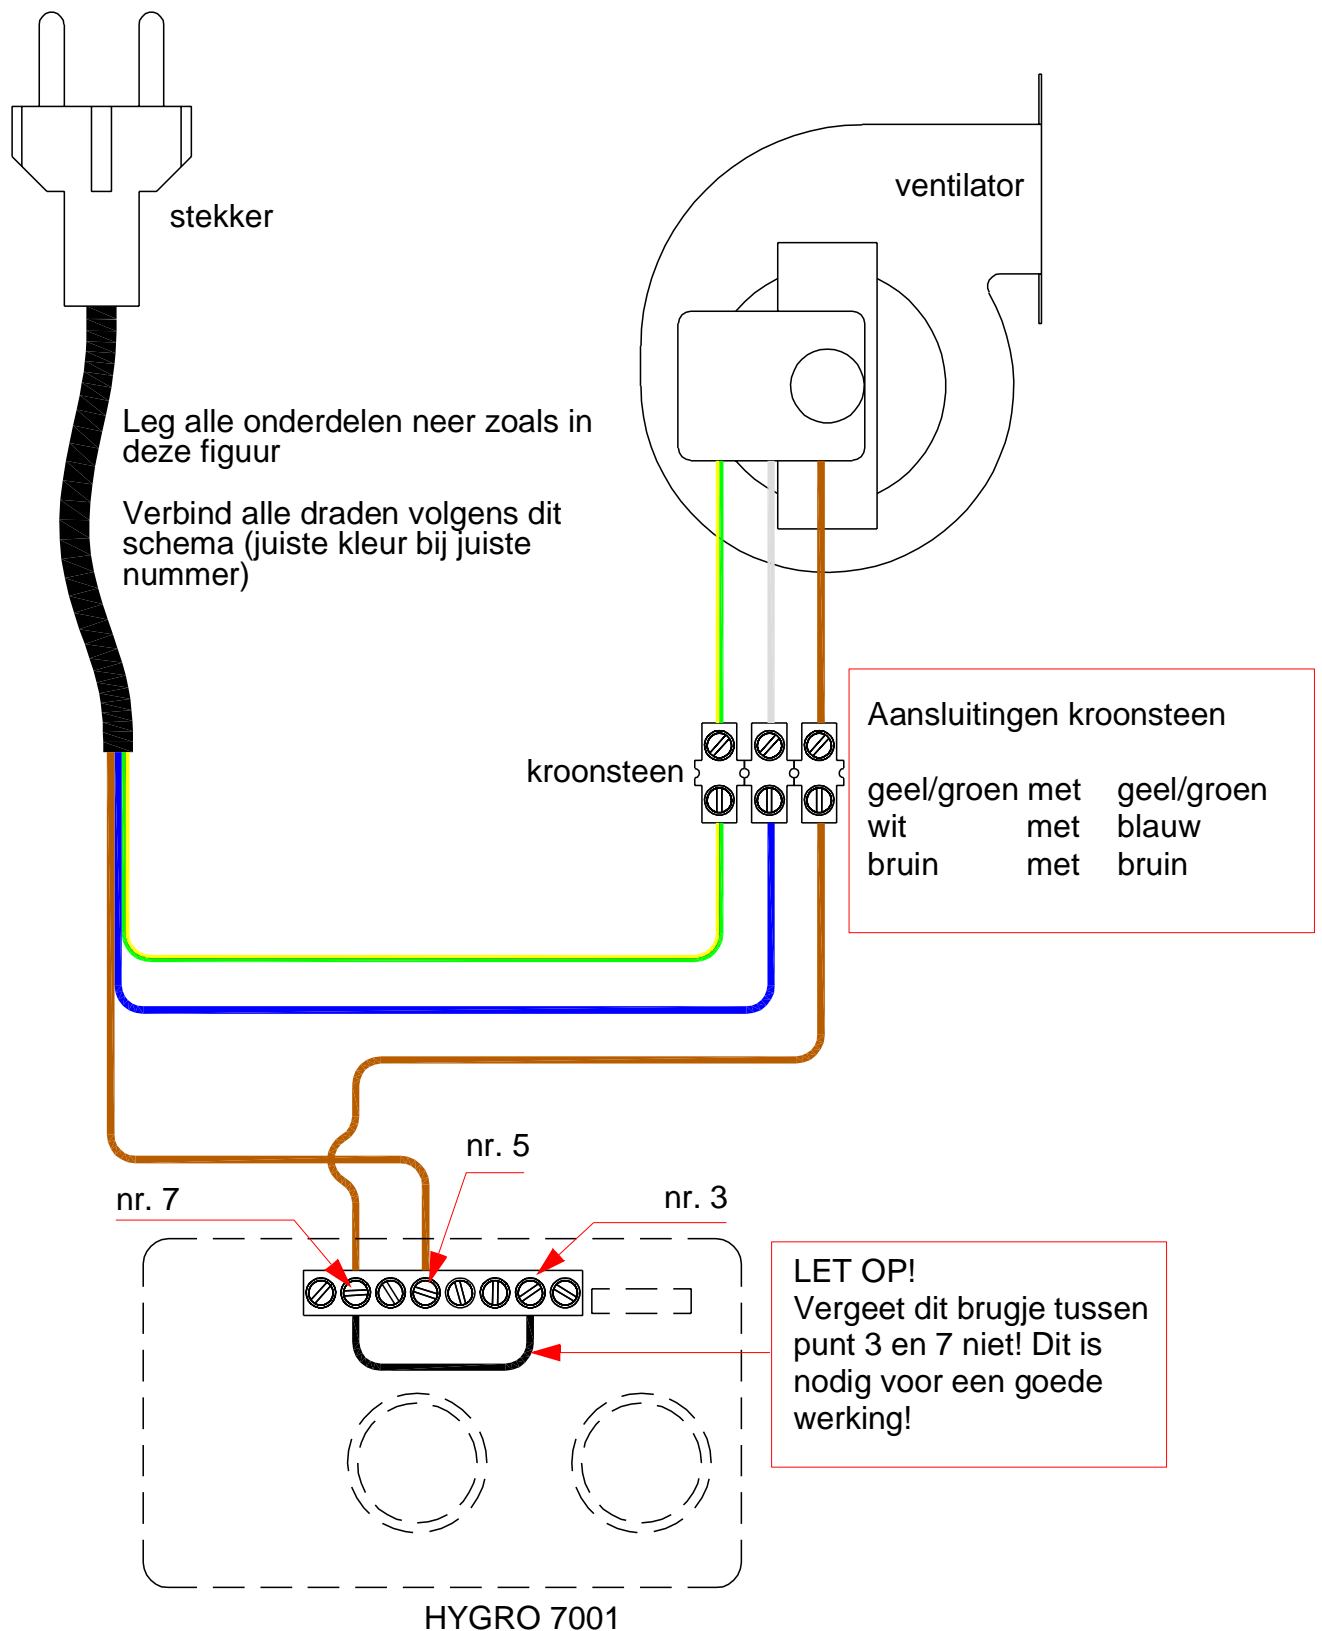 ventilator
stekker
Leg alle onderdelen neer zoals in
deze figuur
Verbind alle draden volgens dit
schema (juiste kleur bij juiste
nummer)
kroonsteen
Aansluitingen kroonsteen
geel/groen met geel/groen
wit met blauw
bruin met bruin
nr. 5
nr. 7
nr. 3
LET OP!
Vergeet dit brugje tussen
punt 3 en 7 niet! Dit is
nodig voor een goede
werking!
HYGRO 7001